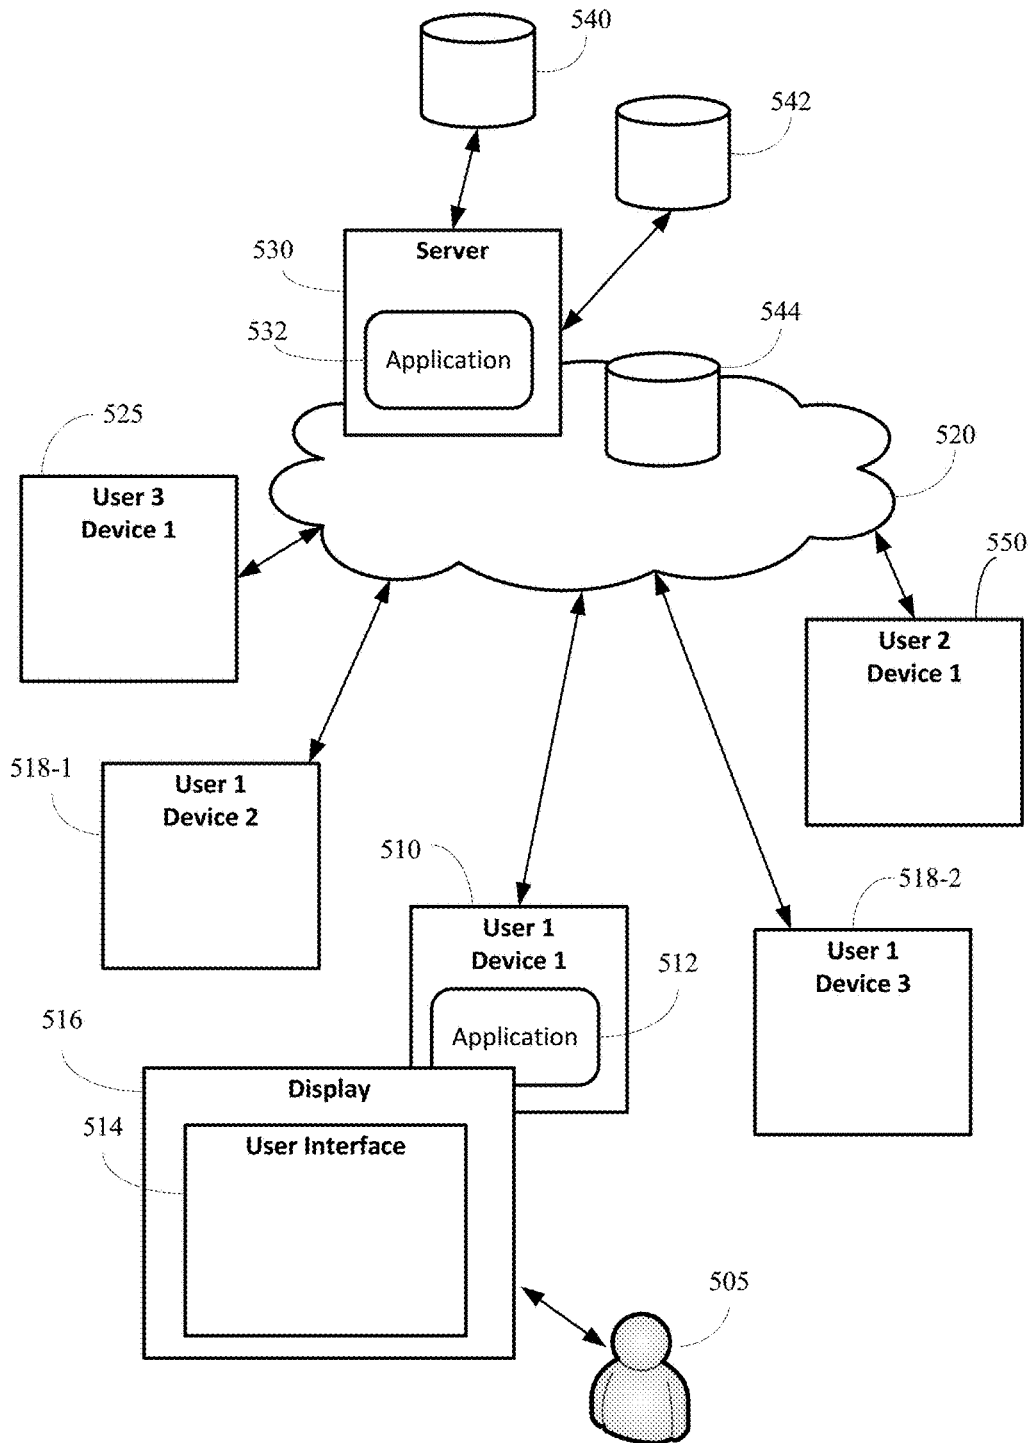 540
542
530
Server
532
Application
544
525
520
User 3
Device 1
550
User 2
Device 1
518-1
User 1
Device 2
510
518-2
User 1
Device 1
User 1
Device 3
512
Application
516
Display
514
User Interface
505